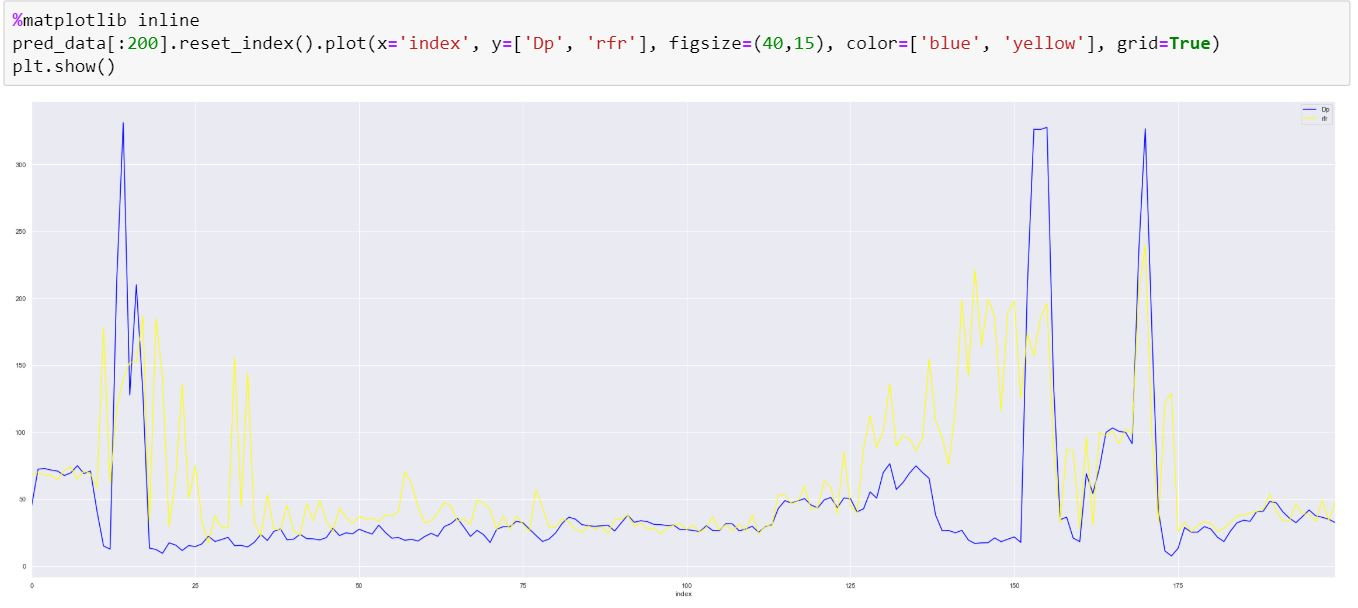 %matplotlib inline
pred_data[:200].reset_index().plot(x='index', y=['Dp', 'rfr'], figsize=(40,15), color=['blue', 'yellow'], grid=True)
plt.show()
Dp
rfr
300
250
200
150
100
50
0
0 25 50 75 100 125 150 175
index